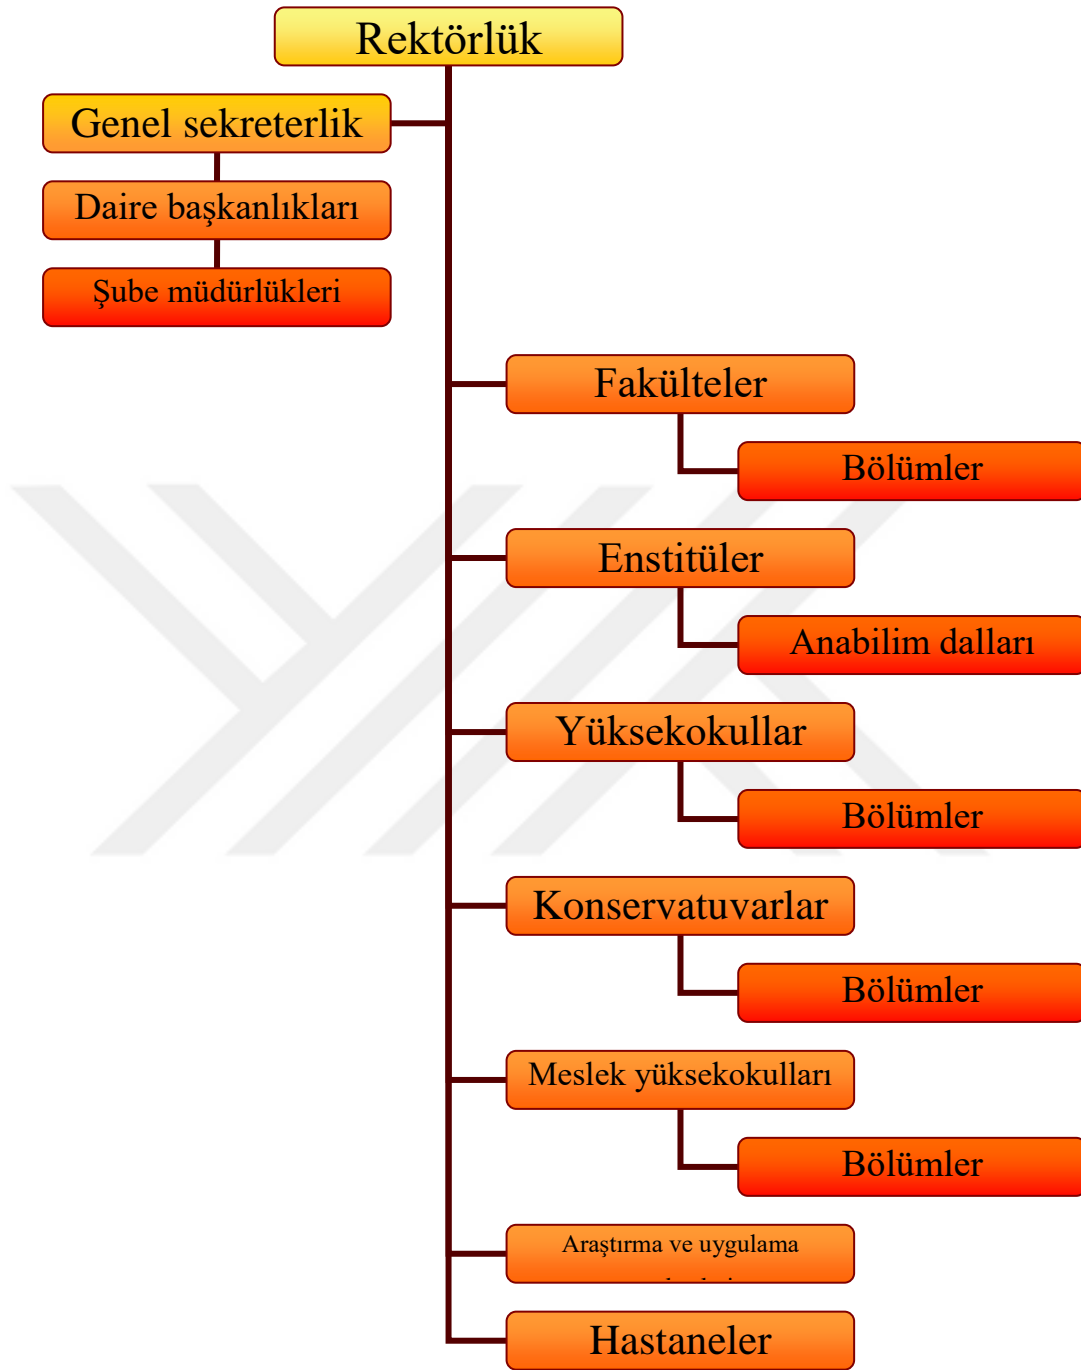 Rektörlük
Genel sekreterlik
Daire başkanlıkları
Şube müdürlükleri
Fakülteler
Bölümler
Enstitüler
Anabilim dalları
Yüksekokullar
Bölümler
Konservatuvarlar
Bölümler
Meslek yüksekokulları
Bölümler
Araştırma ve uygulama
Hastaneler